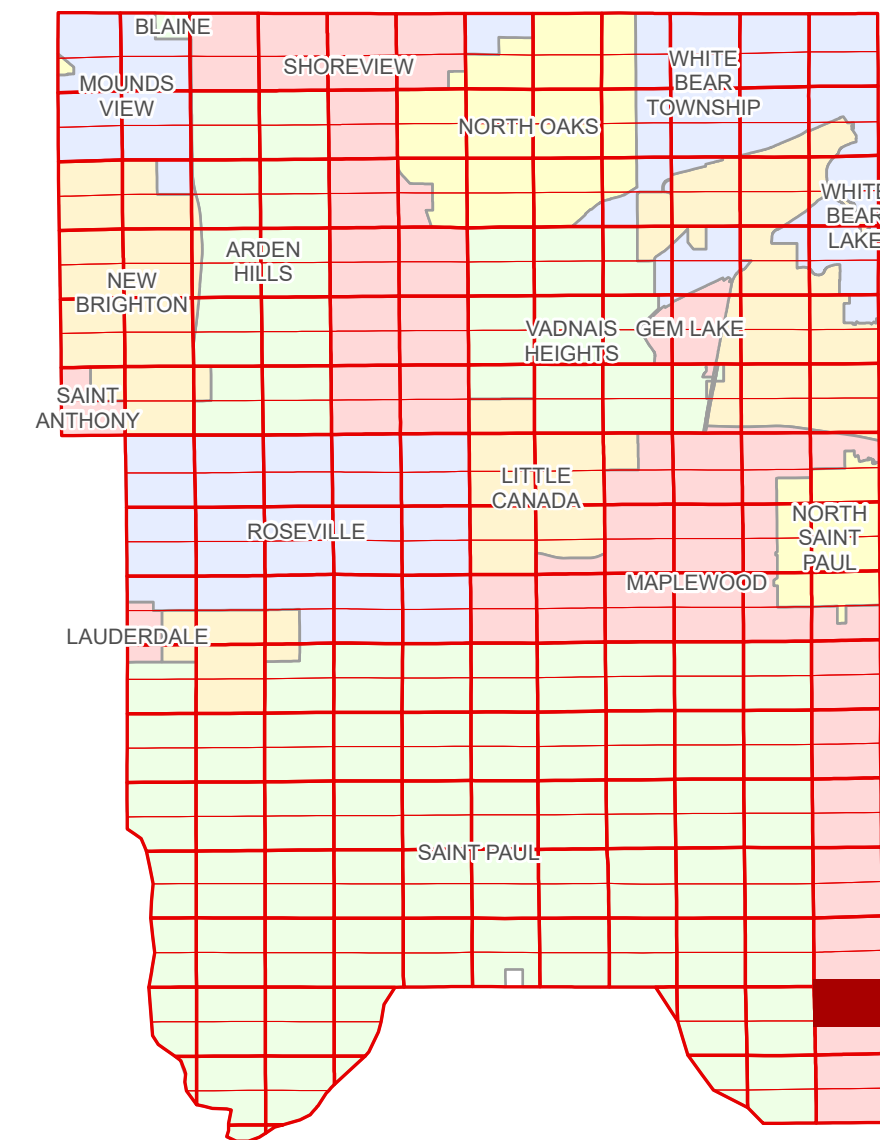 BLAINE
SHOREVIEW
WHITE
BEAR
TOWNSHIP
MOUNDS
VIEW
NORTH OAKS
WHITE
BEAR
LAKE
ARDEN
HILLS
NEW
BRIGHTON
VADNAIS
HEIGHTS
GEM LAKE
SAINT
ANTHONY
LITTLE
CANADA
ROSEVILLE
NORTH
SAINT
PAUL
MAPLEWOOD
LAUDERDALE
SAINT PAUL